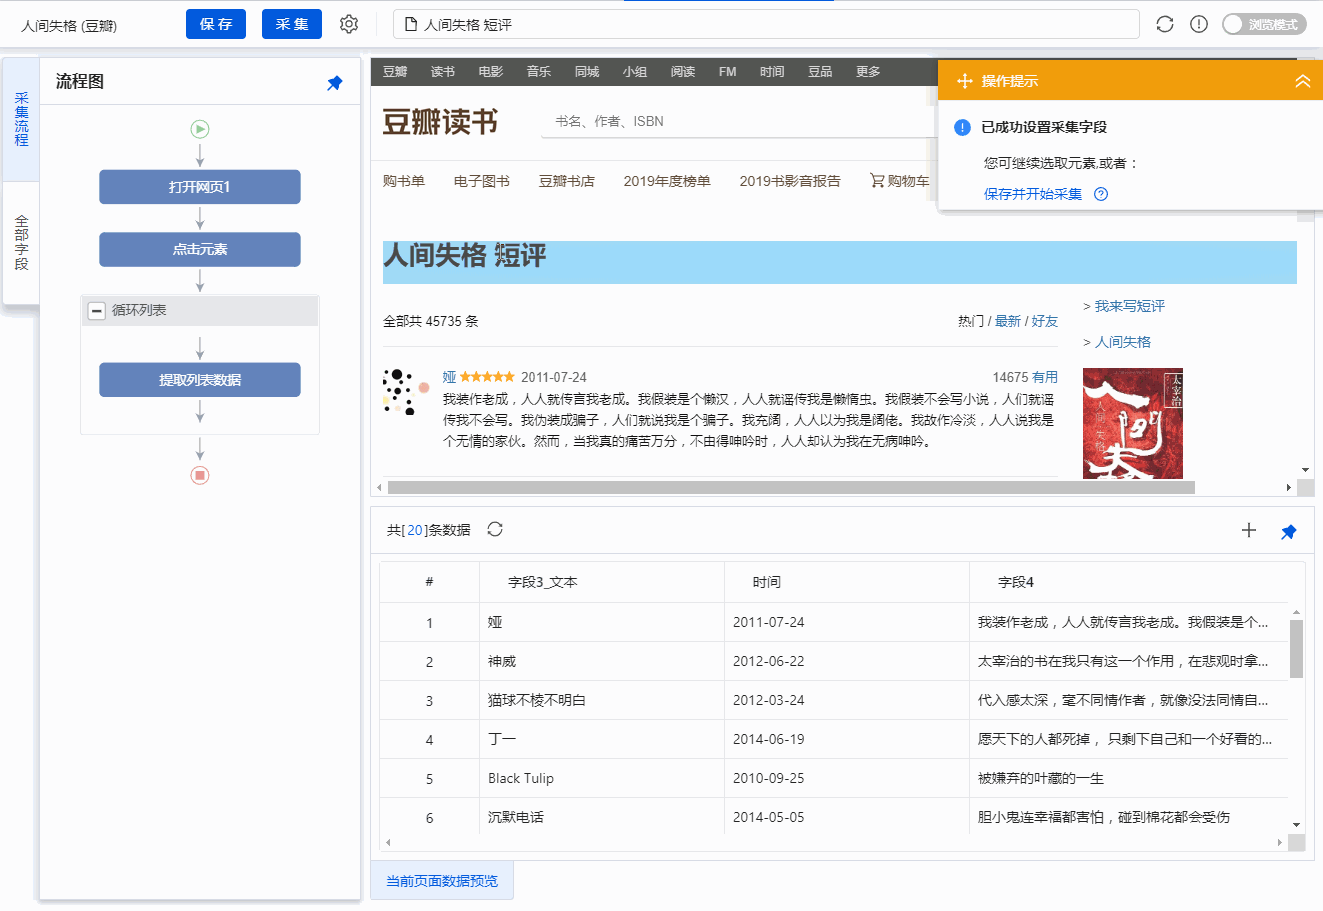 人间失格 (豆瓣)
保 存
采 集
人间失格 短评
浏览模式
采集流程
全部字段
流程图
打开网页1
点击元素
循环列表
提取列表数据
豆瓣 读书 电影 音乐 同城 小组 阅读 FM 时间 豆品 更多
豆瓣读书
书名、作者、ISBN
购书单 电子图书 豆瓣书店 2019年度榜单 2019书影音报告 购物车
操作提示
已成功设置采集字段
您可继续选取元素,或者：
保存并开始采集
人间失格 短评
全部共 45735 条
热门 / 最新 / 好友
> 我来写短评
> 人间失格
娅 2011-07-24
14675 有用
我装作老成，人人就传言我老成。我假装是个懒汉，人人就谣传我是懒惰虫。我假装不会写小说，人们就谣
传我不会写。我伪装成骗子，人们就说我是个骗子。我充阔，人人以为我是阔佬。我故作冷淡，人人说我是
个无情的家伙。然而，当我真的痛苦万分，不由得呻吟时，人人却认为我在无病呻吟。
太宰治
人间失格
人间失格
共[20]条数据
# 字段3_文本 时间 字段4
1 娅 2011-07-24 我装作老成，人人就传言我老成。我假装是个...
2 神威 2012-06-22 太宰治的书在我只有这一个作用，在悲观时拿...
3 猫球不棱不明白 2012-03-24 代入感太深，毫不同情作者，就像没法同情自...
4 丁一 2014-06-19 愿天下的人都死掉， 只剩下自己和一个好看的...
5 Black Tulip 2010-09-25 被嫌弃的叶藏的一生
6 沉默电话 2014-05-05 胆小鬼连幸福都害怕，碰到棉花都会受伤
当前页面数据预览